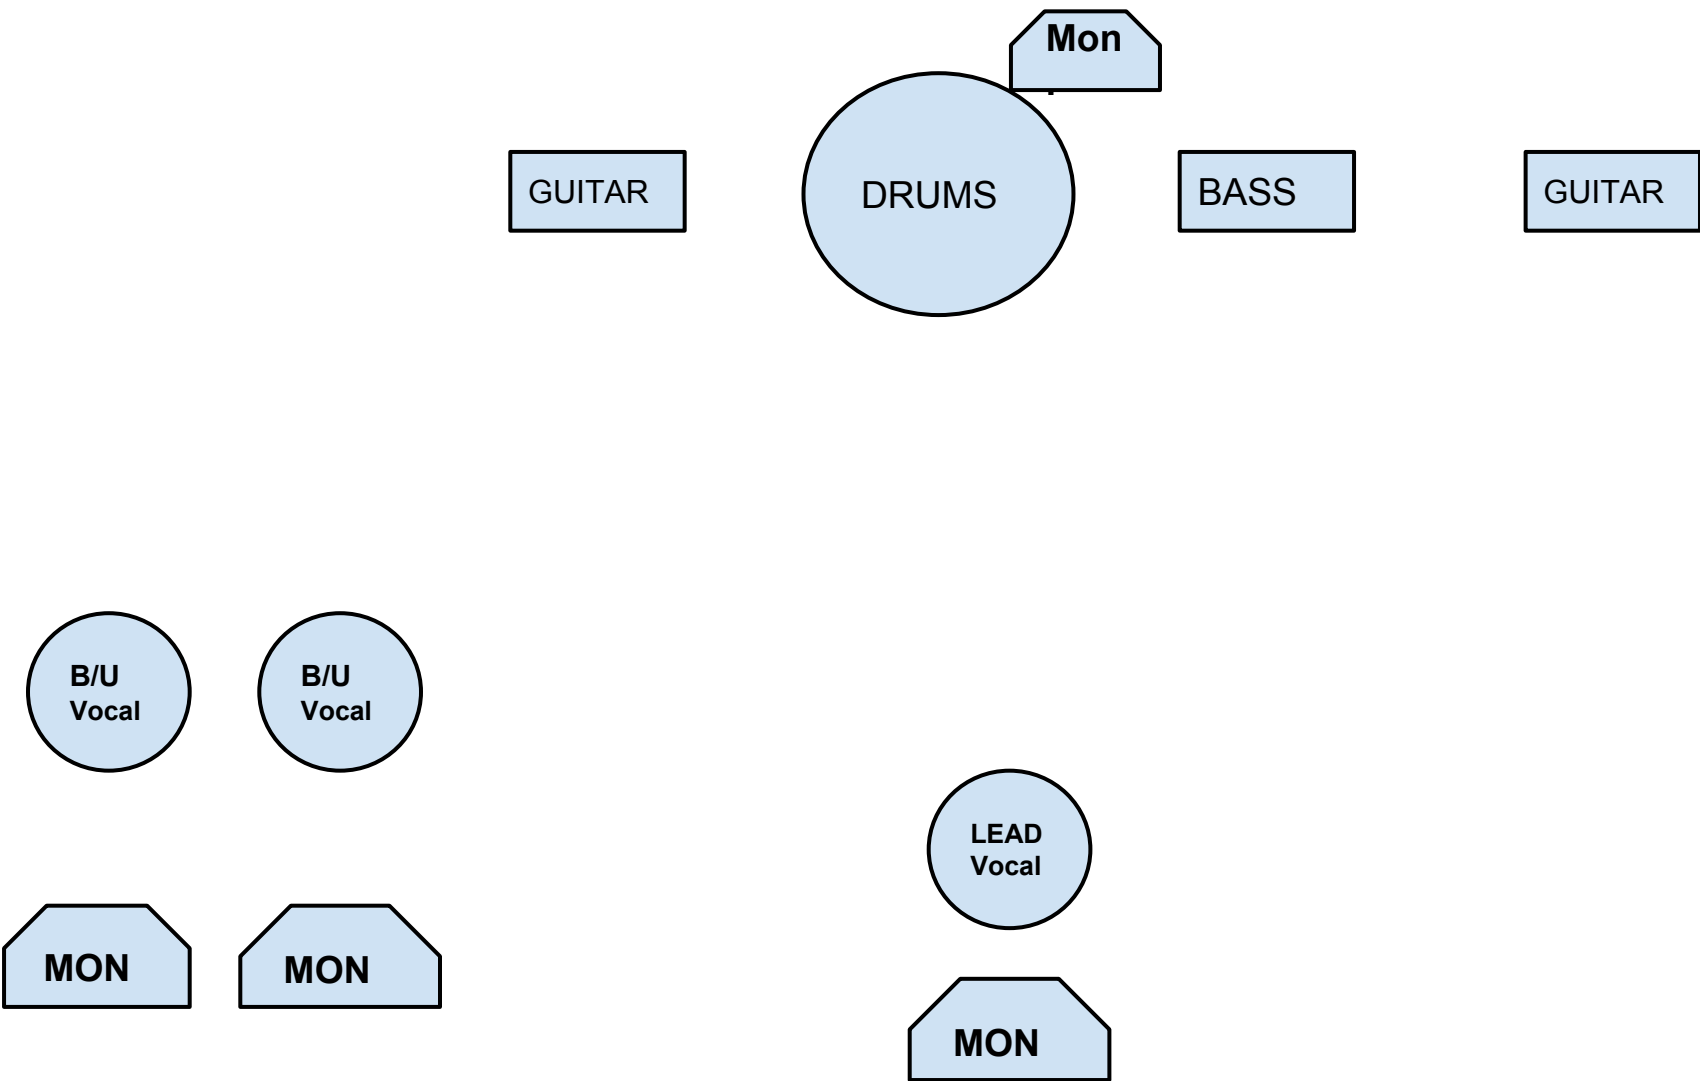 Mon
GUITAR
DRUMS
BASS
GUITAR
B/U
Vocal
B/U
Vocal
LEAD
Vocal
MON
MON
MON